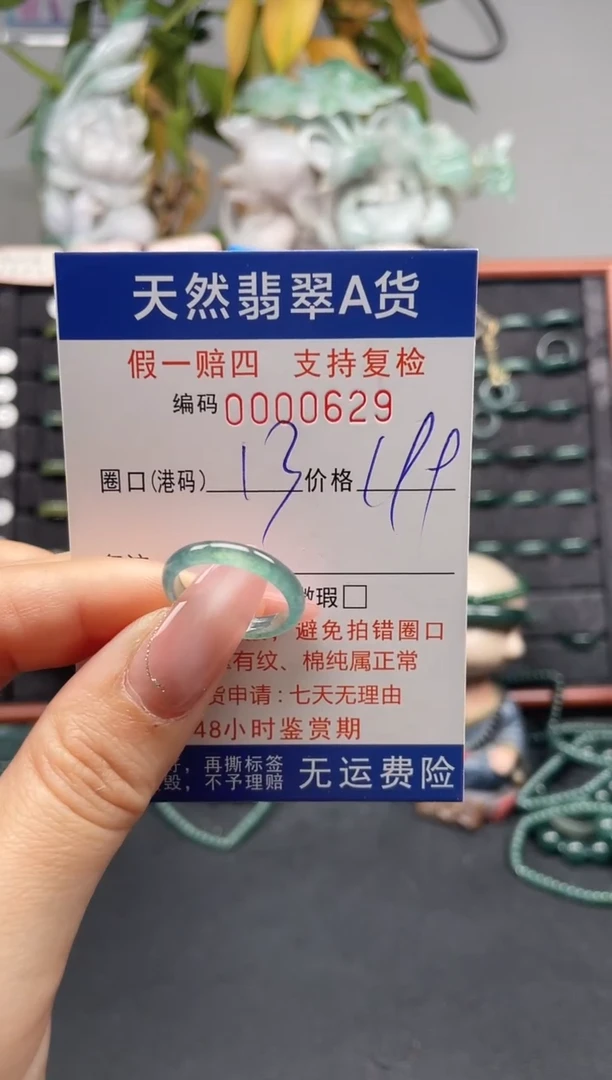 天然翡翠A货
假一赔四 支持复检
编码 0000629
圈口(港码) 13 价格 199
瑕□
避免拍错圈口
有纹、棉纯属正常
货申请：七天无理由
48小时鉴赏期
，再撕标签
毁，不予理赔 无运费险